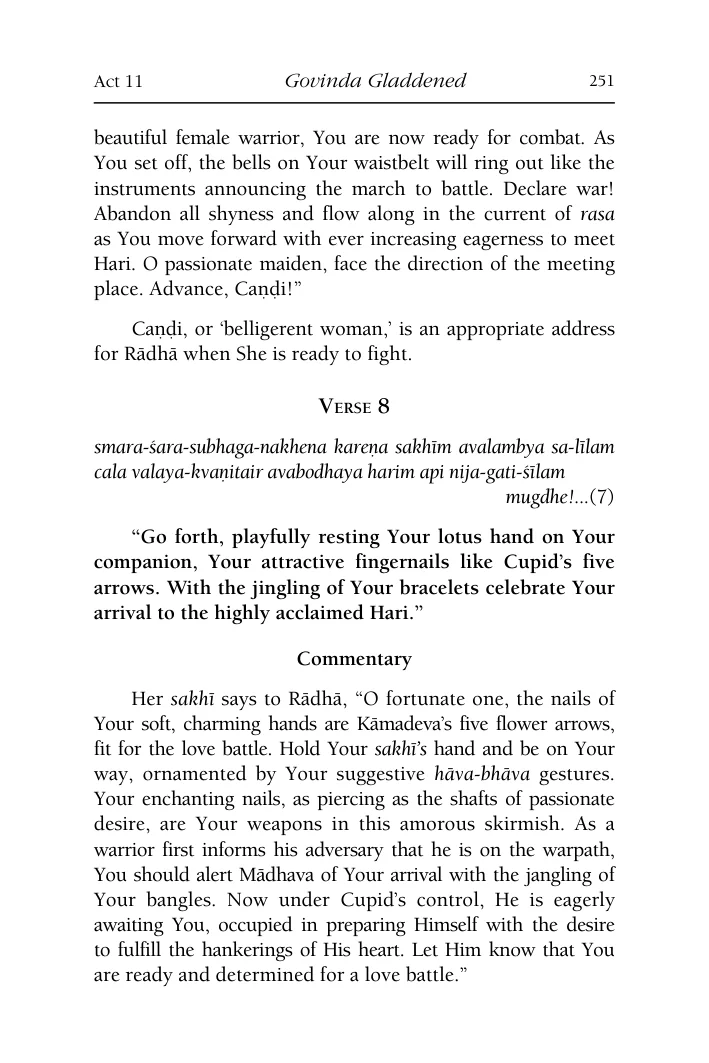 Act 11 Govinda Gladdened 251
beautiful female warrior, You are now ready for combat. As
You set off, the bells on Your waistbelt will ring out like the
instruments announcing the march to battle. Declare war!
Abandon all shyness and flow along in the current of rasa
as You move forward with ever increasing eagerness to meet
Hari. O passionate maiden, face the direction of the meeting
place. Advance, Caṇḍi!”
Caṇḍi, or ‘belligerent woman,’ is an appropriate address
for Rādhā when She is ready to fight.
Verse 8
smara-śara-subhaga-nakhena kareṇa sakhīm avalambya sa-līlam
cala valaya-kvaṇitair avabodhaya harim api nija-gati-śīlam
mugdhe!...(7)
“Go forth, playfully resting Your lotus hand on Your
companion, Your attractive fingernails like Cupid’s five
arrows. With the jingling of Your bracelets celebrate Your
arrival to the highly acclaimed Hari.”
Commentary
Her sakhī says to Rādhā, “O fortunate one, the nails of
Your soft, charming hands are Kāmadeva’s five flower arrows,
fit for the love battle. Hold Your sakhī’s hand and be on Your
way, ornamented by Your suggestive hāva-bhāva gestures.
Your enchanting nails, as piercing as the shafts of passionate
desire, are Your weapons in this amorous skirmish. As a
warrior first informs his adversary that he is on the warpath,
You should alert Mādhava of Your arrival with the jangling of
Your bangles. Now under Cupid’s control, He is eagerly
awaiting You, occupied in preparing Himself with the desire
to fulfill the hankerings of His heart. Let Him know that You
are ready and determined for a love battle.”